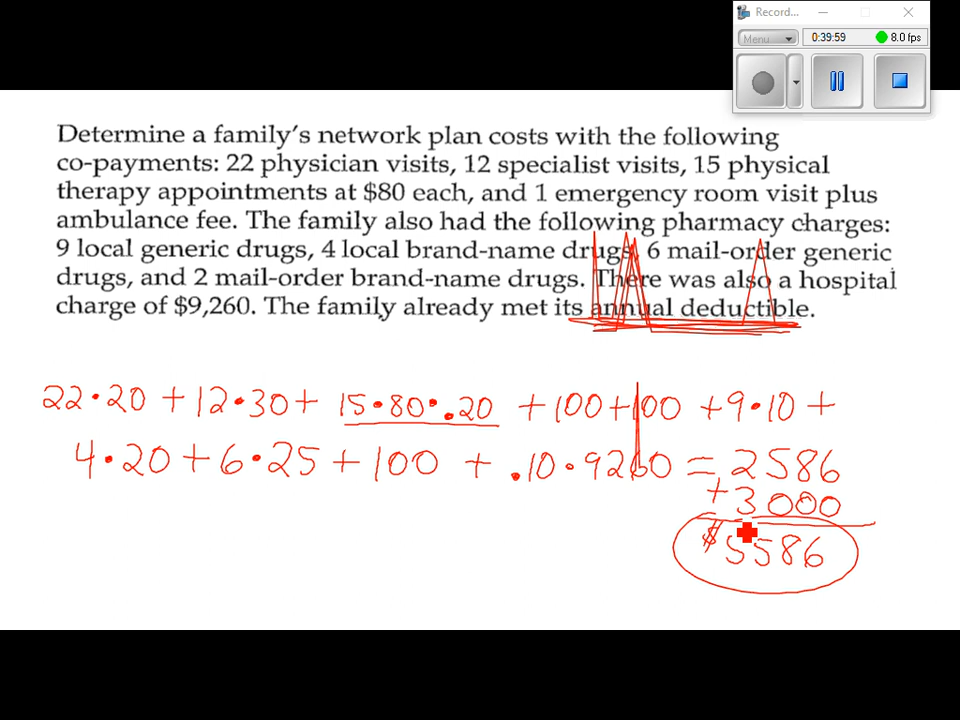 Record...
Menu
0:39:59
8.0 fps
Determine a family's network plan costs with the following
co-payments: 22 physician visits, 12 specialist visits, 15 physical
therapy appointments at $80 each, and 1 emergency room visit plus
ambulance fee. The family also had the following pharmacy charges:
9 local generic drugs, 4 local brand-name drugs, 6 mail-order generic
drugs, and 2 mail-order brand-name drugs. There was also a hospital
charge of $9,260. The family already met its annual deductible.
22·20 +12·30+ 15·80·.20 +100+100 +9·10 +
4·20+6·25 +100 + .10·9260 = 2586
+3000
$5586